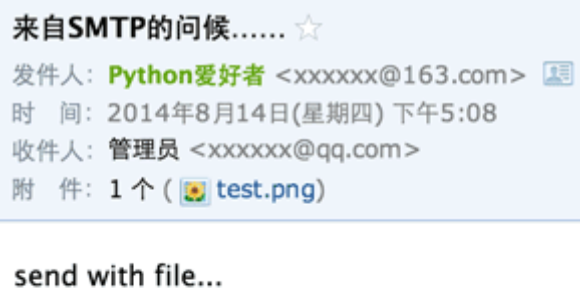 来自SMTP的问候……
发件人：Python爱好者 <xxxxxx@163.com>
时　间：2014年8月14日(星期四) 下午5:08
收件人：管理员 <xxxxxx@qq.com>
附　件：1 个 ( test.png)
send with file...